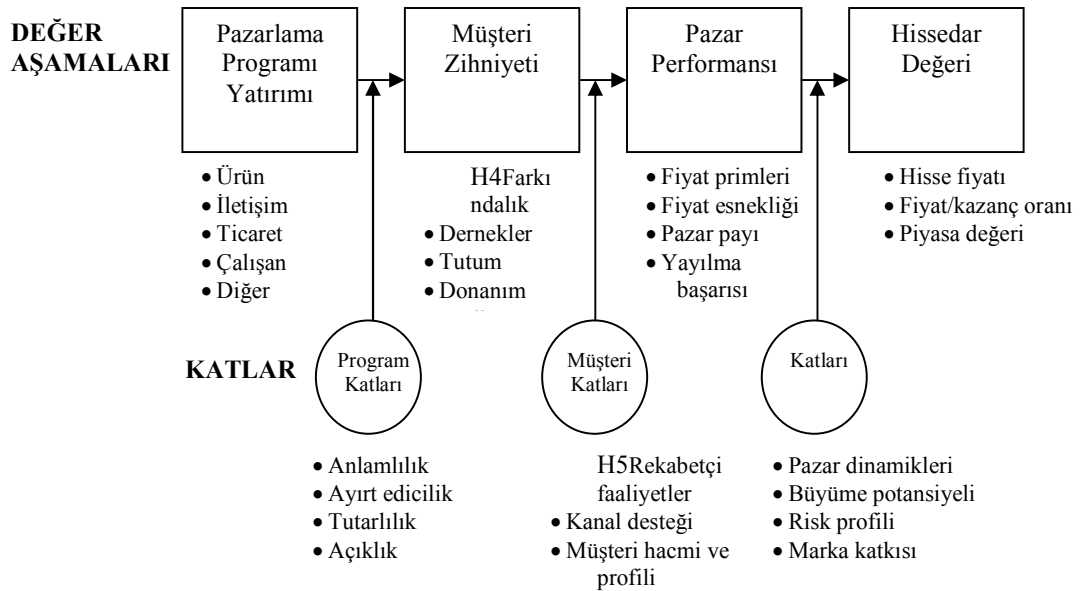 DEĞER
AŞAMALARI
Pazarlama
Programı
Yatırımı
Müşteri
Zihniyeti
Pazar
Performansı
Hissedar
Değeri
• Ürün
• İletişim
• Ticaret
• Çalışan
• Diğer
H4Farkı
ndalık
• Dernekler
• Tutum
• Donanım
• Fiyat primleri
• Fiyat esnekliği
• Pazar payı
• Yayılma
başarısı
• Hisse fiyatı
• Fiyat/kazanç oranı
• Piyasa değeri
KATLAR
Program
Katları
Müşteri
Katları
Katları
• Anlamlılık
• Ayırt edicilik
• Tutarlılık
• Açıklık
H5Rekabetçi
faaliyetler
• Kanal desteği
• Müşteri hacmi ve
profili
• Pazar dinamikleri
• Büyüme potansiyeli
• Risk profili
• Marka katkısı